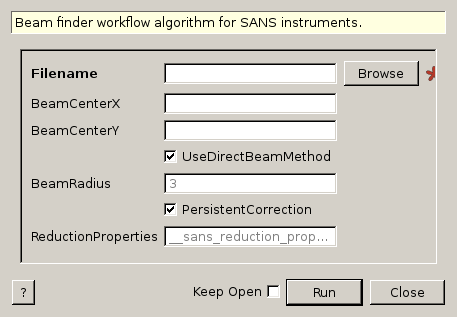 Beam finder workflow algorithm for SANS instruments.
Filename Browse *
BeamCenterX
BeamCenterY
UseDirectBeamMethod
BeamRadius 3
PersistentCorrection
ReductionProperties __sans_reduction_prop...
? Keep Open Run Close